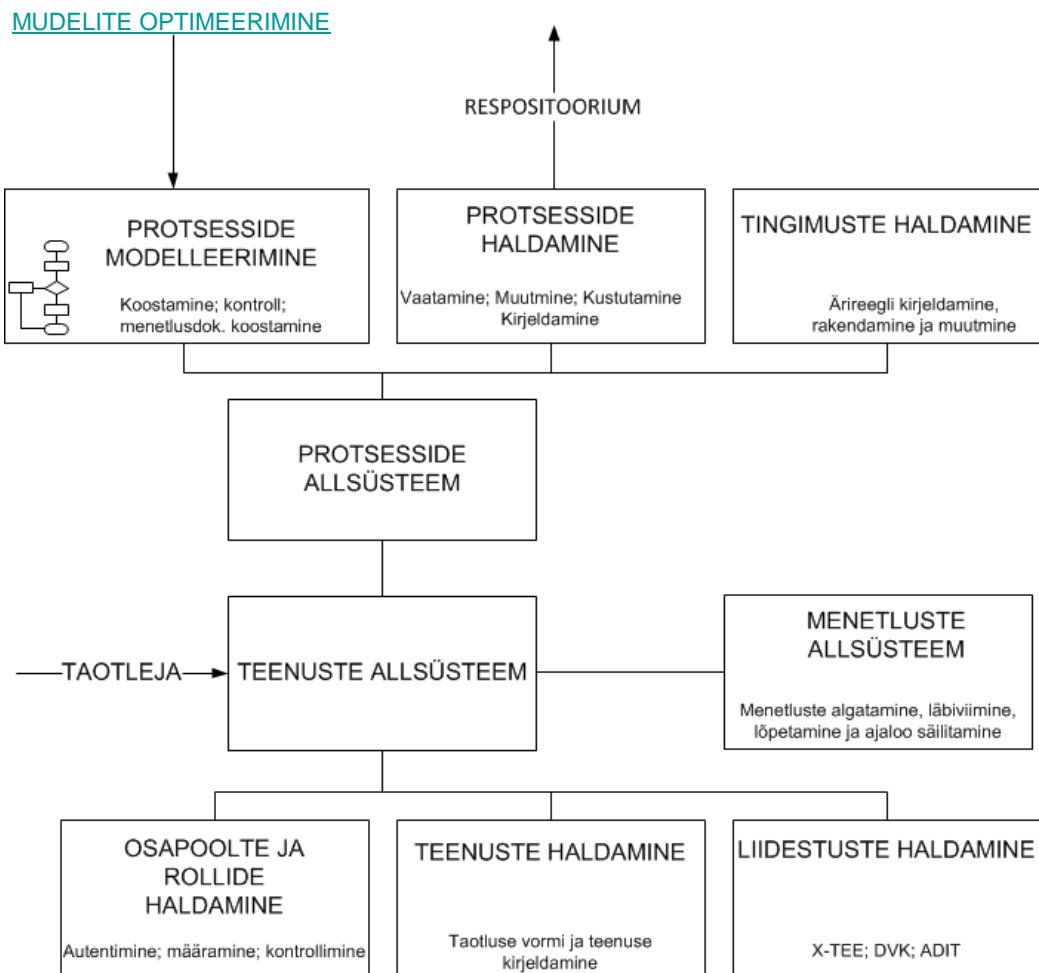 MUDELITE OPTIMEERIMINE
RESPOSITOORIUM
PROTSESSIDE
MODELLEERIMINE
Koostamine; kontroll;
menetlusdok. koostamine
PROTSESSIDE
HALDAMINE
Vaatamine; Muutmine; Kustutamine
Kirjeldamine
TINGIMUSTE HALDAMINE
Ärireegli kirjeldamine,
rakendamine ja muutmine
PROTSESSIDE
ALLSÜSTEEM
TAOTLEJA
TEENUSTE ALLSÜSTEEM
MENETLUSTE
ALLSÜSTEEM
Menetluste algatamine, läbiviimine,
lõpetamine ja ajaloo säilitamine
OSAPOOLTE JA
ROLLIDE
HALDAMINE
Autentimine; määramine; kontrollimine
TEENUSTE HALDAMINE
Taotluse vormi ja teenuse
kirjeldamine
LIIDESTUSTE HALDAMINE
X-TEE; DVK; ADIT